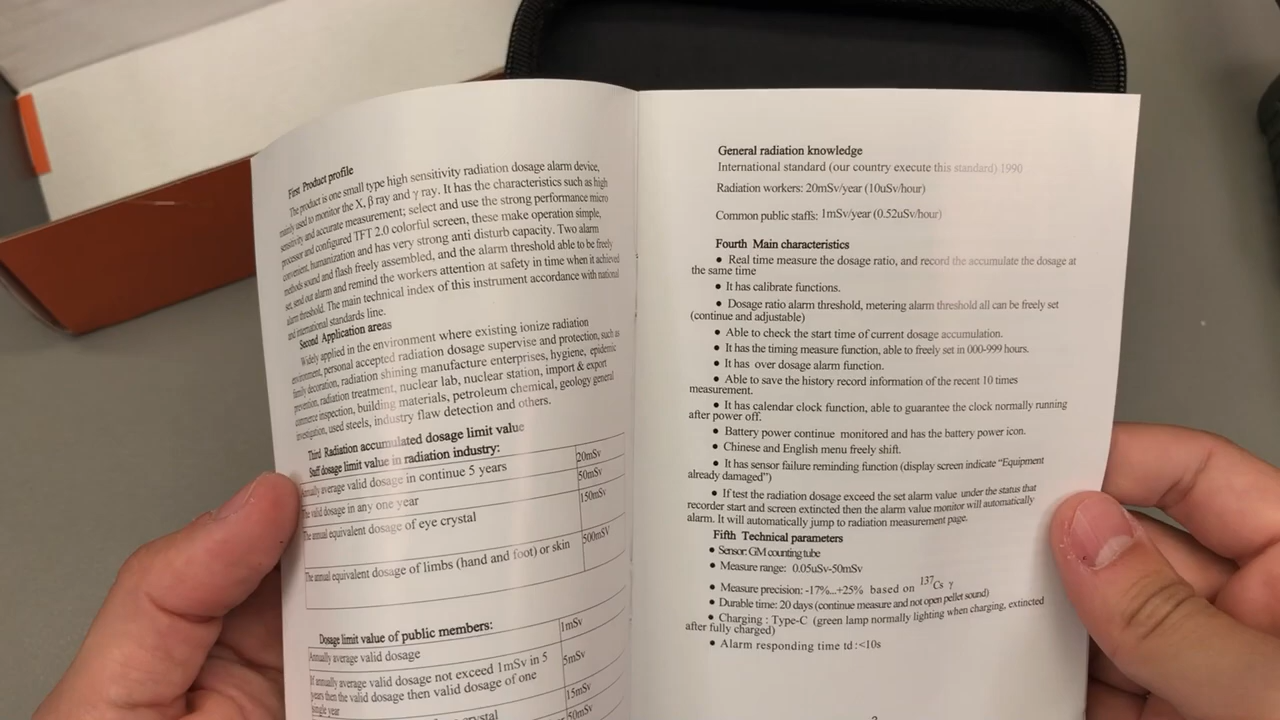 First Product profile
The product is one small type high sensitivity radiation dosage alarm device,
mainly used to monitor the X, β ray and γ ray. It has the characteristics such as high
sensitivity and accurate measurement; select and use the strong performance micro
processor and configured TFT 2.0 colorful screen, these make operation simple,
convenient, humanization and has very strong anti disturb capacity. Two alarm
methods sound and flash freely assembled, and the alarm threshold able to be freely
set, send out alarm and remind the workers attention at safety in time when it achieved
alarm threshold. The main technical index of this instrument accordance with national
and international standards line.
Second Application areas
Widely applied in the environment where existing ionize radiation
environment, personal accepted radiation dosage supervise and protection, such as
family decoration, radiation shining manufacture enterprises, hygiene, epidemic
prevention, radiation treatment, nuclear lab, nuclear station, import & export
commerce inspection, building materials, petroleum chemical, geology general
investigation, used steels, industry flaw detection and others.
Third Radiation accumulated dosage limit value
Staff dosage limit value in radiation industry:
Annually average valid dosage in continue 5 years 20mSv
The valid dosage in any one year 50mSv
The annual equivalent dosage of eye crystal 150mSv
The annual equivalent dosage of limbs (hand and foot) or skin 500mSV
Dosage limit value of public members:
Annually average valid dosage 1mSv
If annually average valid dosage not exceed 1mSv in 5 5mSv
years then the valid dosage then valid dosage of one
single year
15mSv
50mSv
General radiation knowledge
International standard (our country execute this standard) 1990
Radiation workers: 20mSv/year (10uSv/hour)
Common public staffs: 1mSv/year (0.52uSv/hour)
Fourth Main characteristics
• Real time measure the dosage ratio, and record the accumulate the dosage at
the same time
• It has calibrate functions.
• Dosage ratio alarm threshold, metering alarm threshold all can be freely set
(continue and adjustable)
• Able to check the start time of current dosage accumulation.
• It has the timing measure function, able to freely set in 000-999 hours.
• It has over dosage alarm function.
• Able to save the history record information of the recent 10 times
measurement.
• It has calendar clock function, able to guarantee the clock normally running
after power off.
• Battery power continue monitored and has the battery power icon.
• Chinese and English menu freely shift.
• It has sensor failure reminding function (display screen indicate “Equipment
already damaged”)
• If test the radiation dosage exceed the set alarm value under the status that
recorder start and screen extincted then the alarm value monitor will automatically
alarm. It will automatically jump to radiation measurement page.
Fifth Technical parameters
• Sensor: GM counting tube
• Measure range: 0.05uSv-50mSv
• Measure precision: -17%...+25% based on ¹³⁷Cs γ
• Durable time: 20 days (continue measure and not open pellet sound)
• Charging : Type-C (green lamp normally lighting when charging, extincted
after fully charged)
• Alarm responding time td :<10s